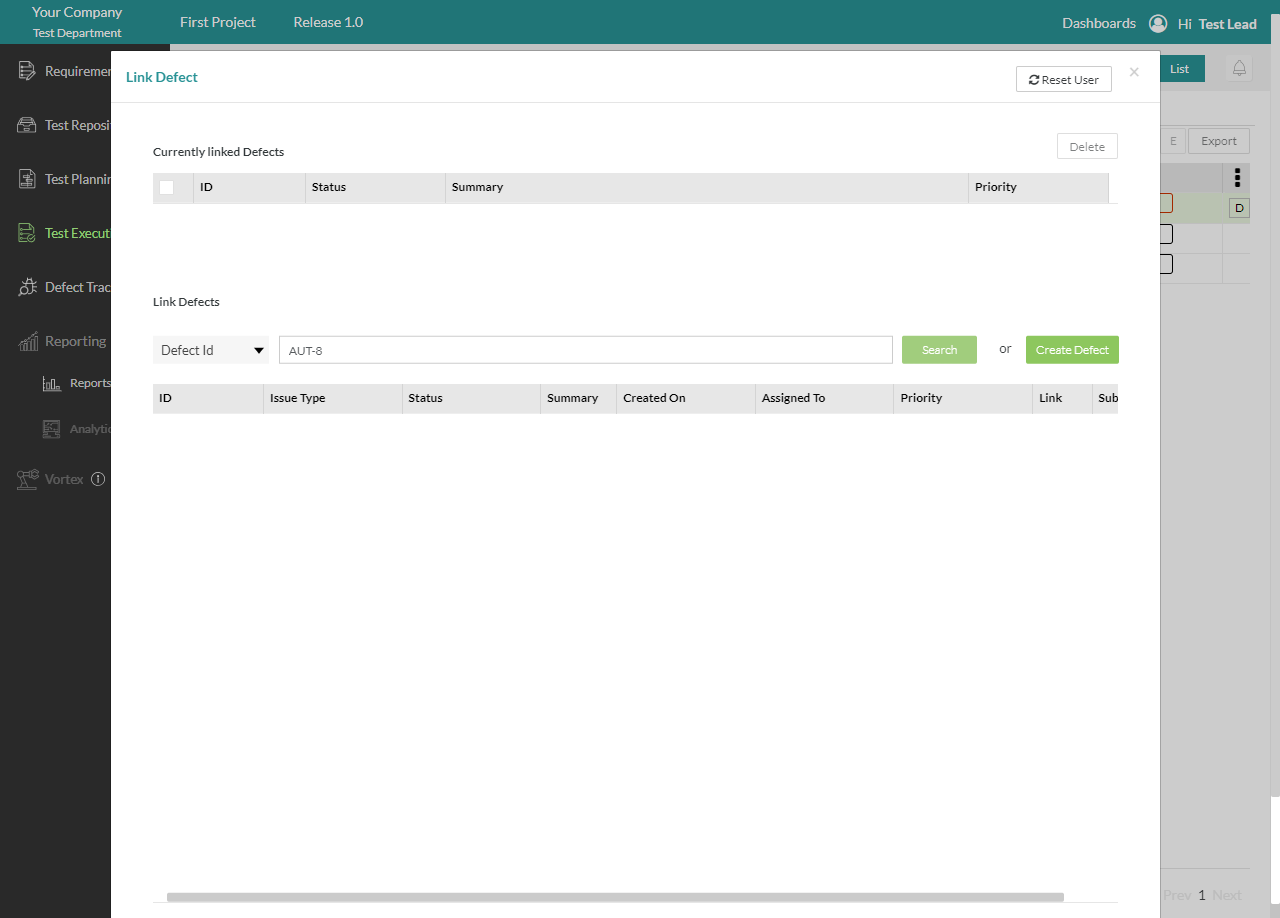 Your Company
Test Department
First Project
Release 1.0
Dashboards
Hi Test Lead
Requiremen
Test Reposi
Test Plannin
Test Executi
Defect Trac
Reporting
Reports
Analytic
Vortex
Link Defect
Reset User
×
List
Currently linked Defects
Delete
E
Export
ID
Status
Summary
Priority
D
Link Defects
Defect Id
AUT-8
Search
or
Create Defect
ID
Issue Type
Status
Summary
Created On
Assigned To
Priority
Link
Sub
Prev 1 Next